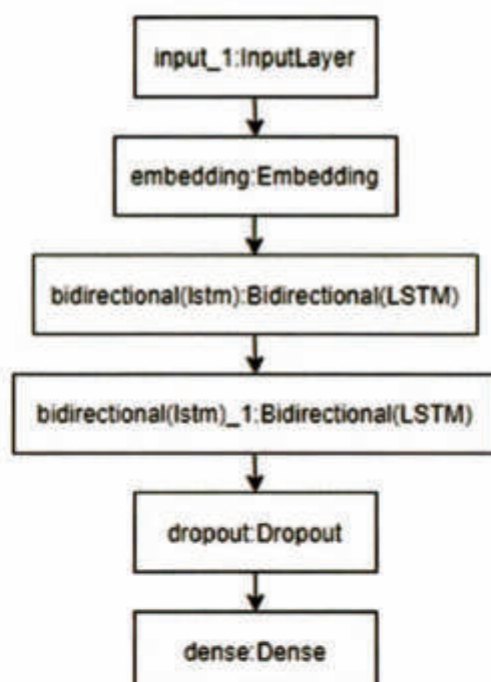 input_1:InputLayer
embedding:Embedding
bidirectional(lstm):Bidirectional(LSTM)
bidirectional(lstm)_1:Bidirectional(LSTM)
dropout:Dropout
dense:Dense